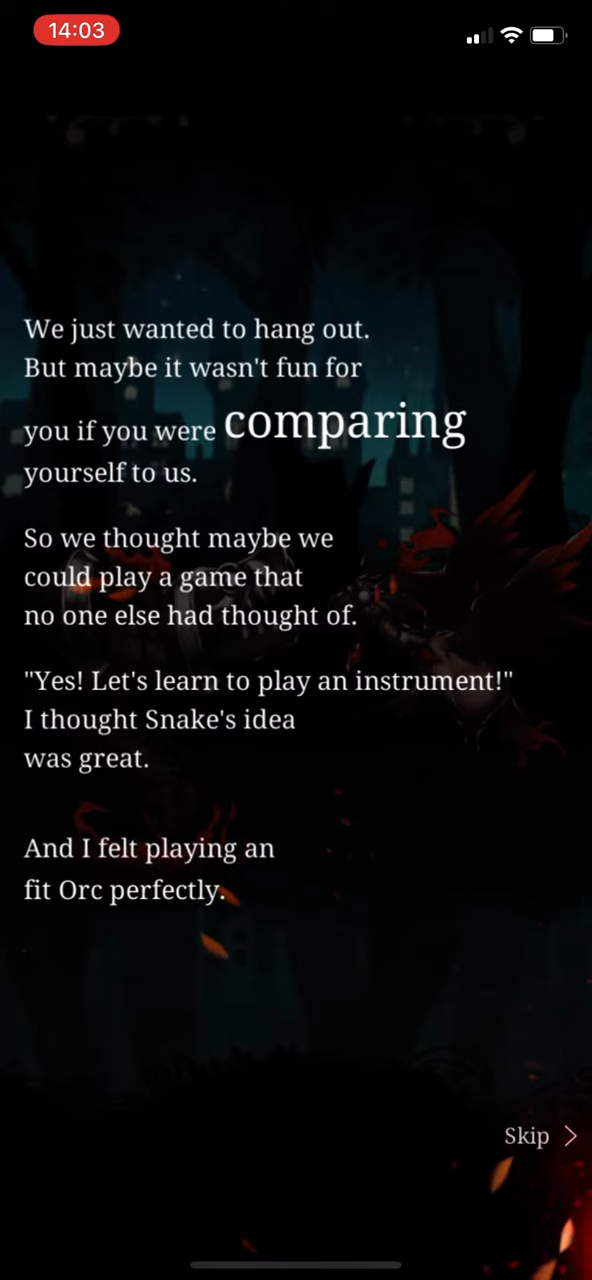 14:03
We just wanted to hang out.
But maybe it wasn't fun for
you if you were comparing
yourself to us.
So we thought maybe we
could play a game that
no one else had thought of.
"Yes! Let's learn to play an instrument!"
I thought Snake's idea
was great.
And I felt playing an
fit Orc perfectly.
Skip